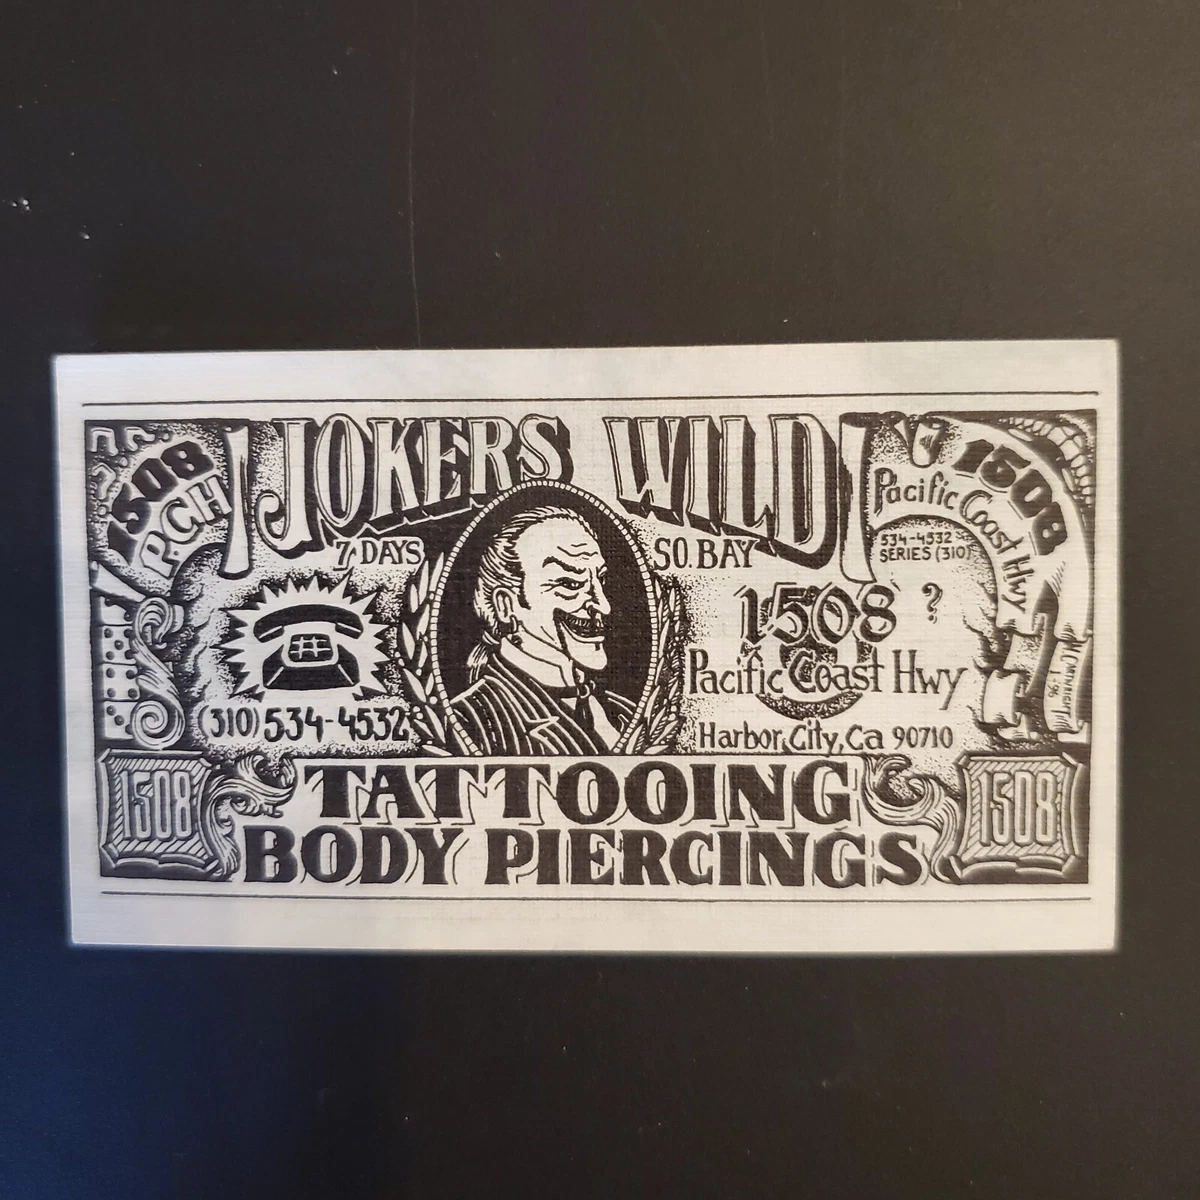 JOKERS WILD
1508
PCH
1508
Pacific Coast Hwy
534-4532
SERIES (310)
7 DAYS
SO. BAY
1508 ?
Pacific Coast Hwy
(310) 534-4532
Harbor City, Ca 90710
1508
TATTOOING
1508
BODY PIERCINGS